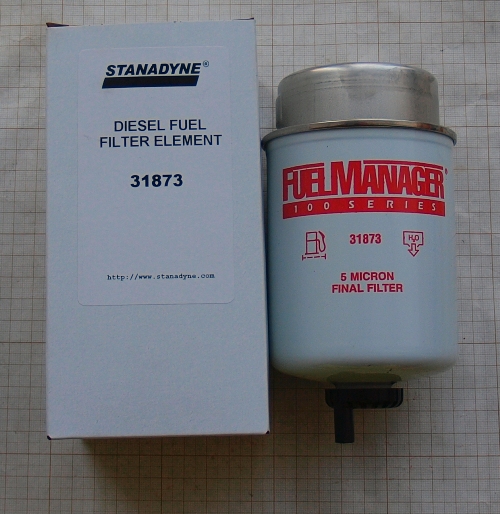 STANADYNE®
DIESEL FUEL
FILTER ELEMENT
31873
http://www.stanadyne.com
FUELMANAGER®
100 SERIES
31873
H2O
5 MICRON
FINAL FILTER